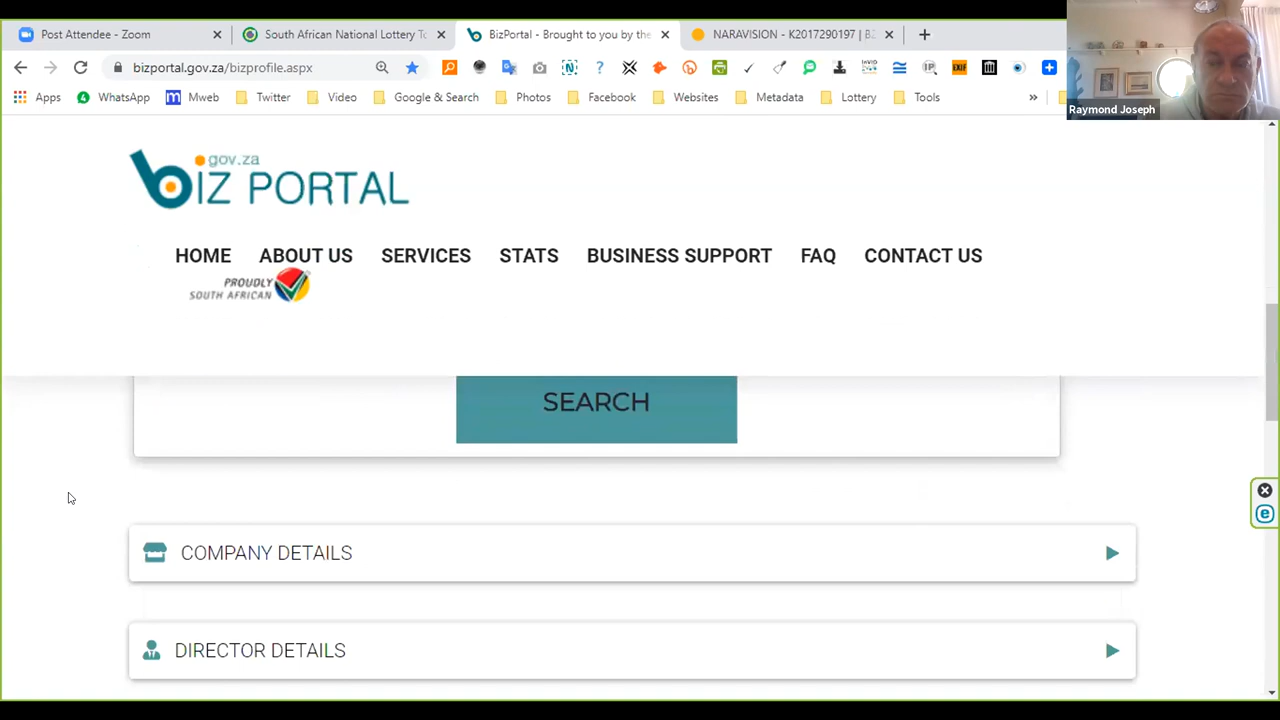 Post Attendee - Zoom
South African National Lottery To
BizPortal - Brought to you by the
NARAVISION - K2017290197 | BI
bizportal.gov.za/bizprofile.aspx
Apps
WhatsApp
Mweb
Twitter
Video
Google & Search
Photos
Facebook
Websites
Metadata
Lottery
Tools
Raymond Joseph
gov.za
bIZ PORTAL
HOME ABOUT US SERVICES STATS BUSINESS SUPPORT FAQ CONTACT US
PROUDLY
SOUTH AFRICAN
SEARCH
COMPANY DETAILS
DIRECTOR DETAILS